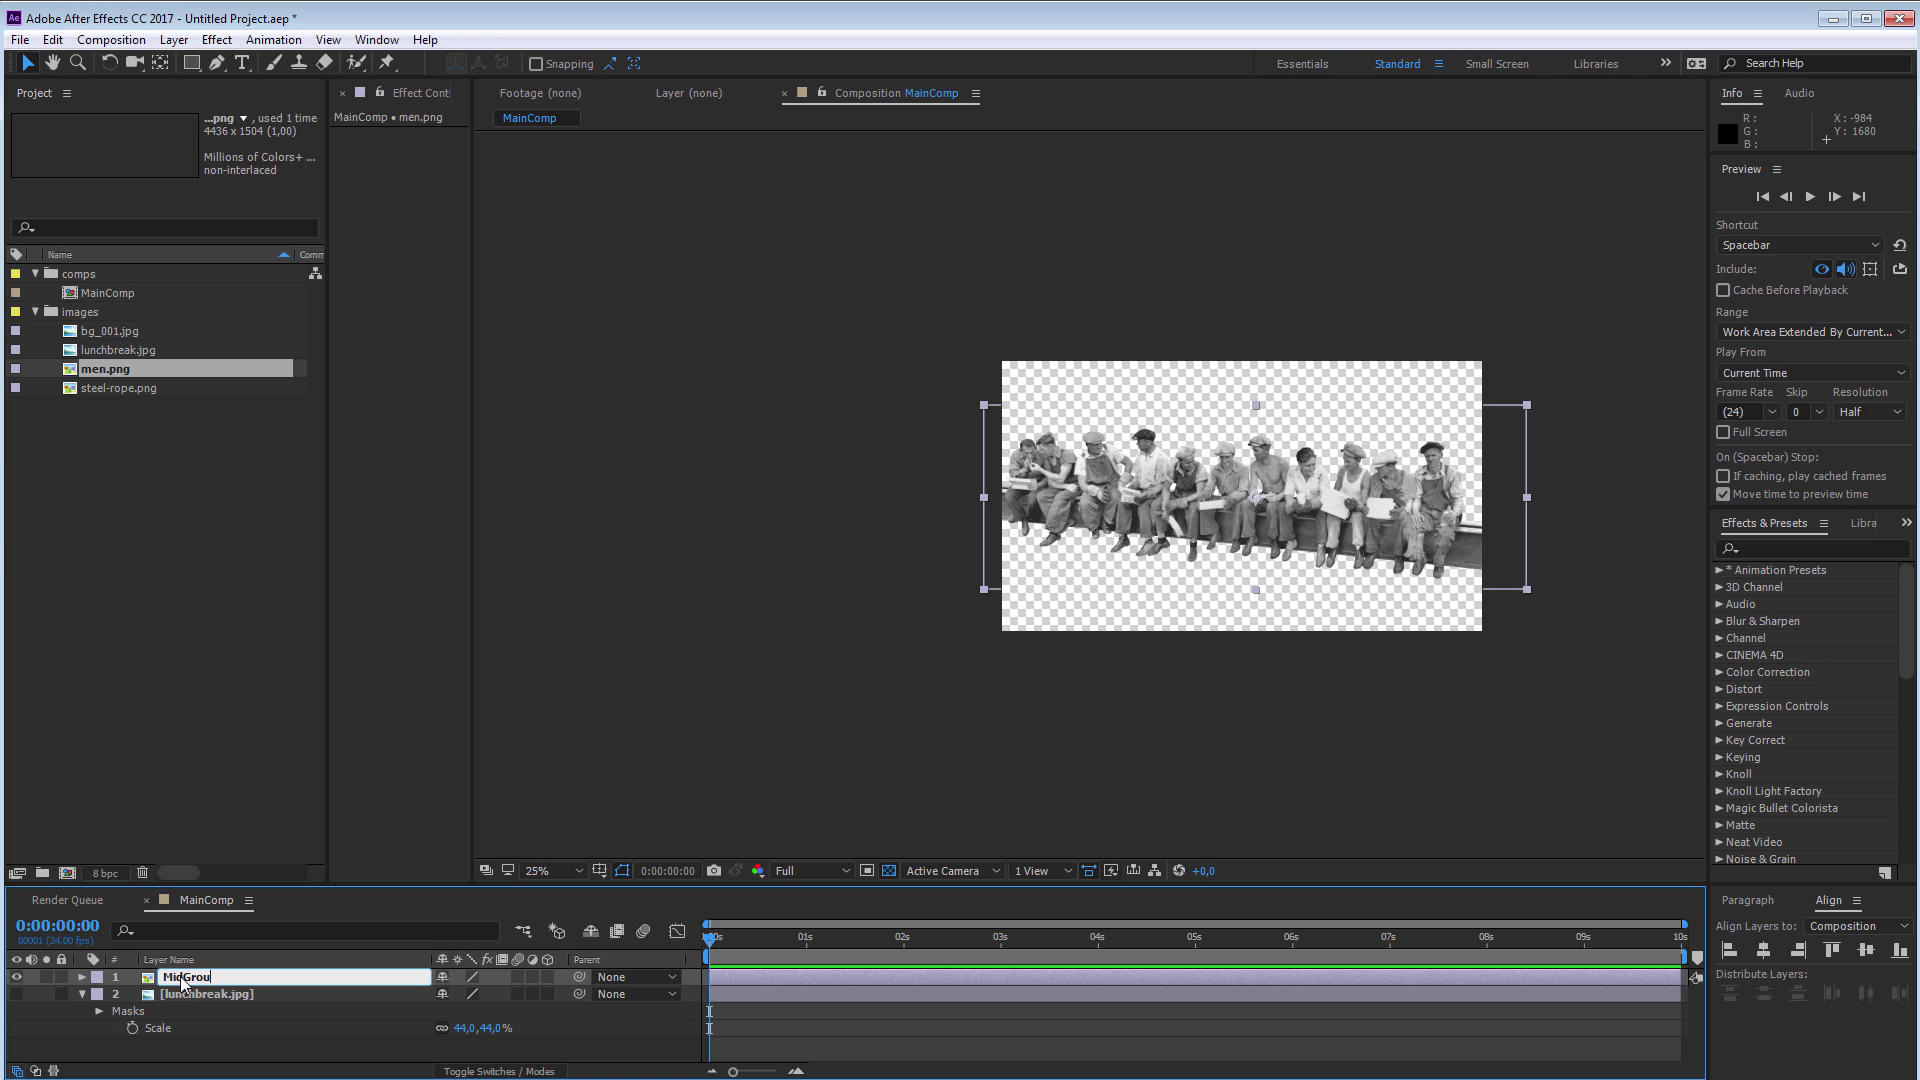 Adobe After Effects CC 2017 - Untitled Project.aep *
File Edit Composition Layer Effect Animation View Window Help
Snapping Essentials Standard Small Screen Libraries Search Help
Project
...png , used 1 time
4436 x 1504 (1,00)
Millions of Colors+ ...
non-interlaced
Name Comm
comps
MainComp
images
bg_001.jpg
lunchbreak.jpg
men.png
steel-rope.png
8 bpc
Effect Cont
MainComp • men.png
Footage (none) Layer (none) Composition MainComp
MainComp
25% 0:00:00:00 Full Active Camera 1 View +0,0
Info Audio
R : X : -984
G : Y : 1680
B :
Preview
Shortcut
Spacebar
Include:
Cache Before Playback
Range
Work Area Extended By Current...
Play From
Current Time
Frame Rate Skip Resolution
(24) 0 Half
Full Screen
On (Spacebar) Stop:
If caching, play cached frames
Move time to preview time
Effects & Presets Libra
* Animation Presets
3D Channel
Audio
Blur & Sharpen
Channel
CINEMA 4D
Color Correction
Distort
Expression Controls
Generate
Key Correct
Keying
Knoll
Knoll Light Factory
Magic Bullet Colorista
Matte
Neat Video
Noise & Grain
Paragraph Align
Align Layers to: Composition
Distribute Layers:
Render Queue MainComp
0:00:00:00
00001 (24.00 fps)
01s 02s 03s 04s 05s 06s 07s 08s 09s 10s
# Layer Name Parent
1 MidGrou None
2 [lunchbreak.jpg] None
Masks
Scale 44,0,44,0%
Toggle Switches / Modes